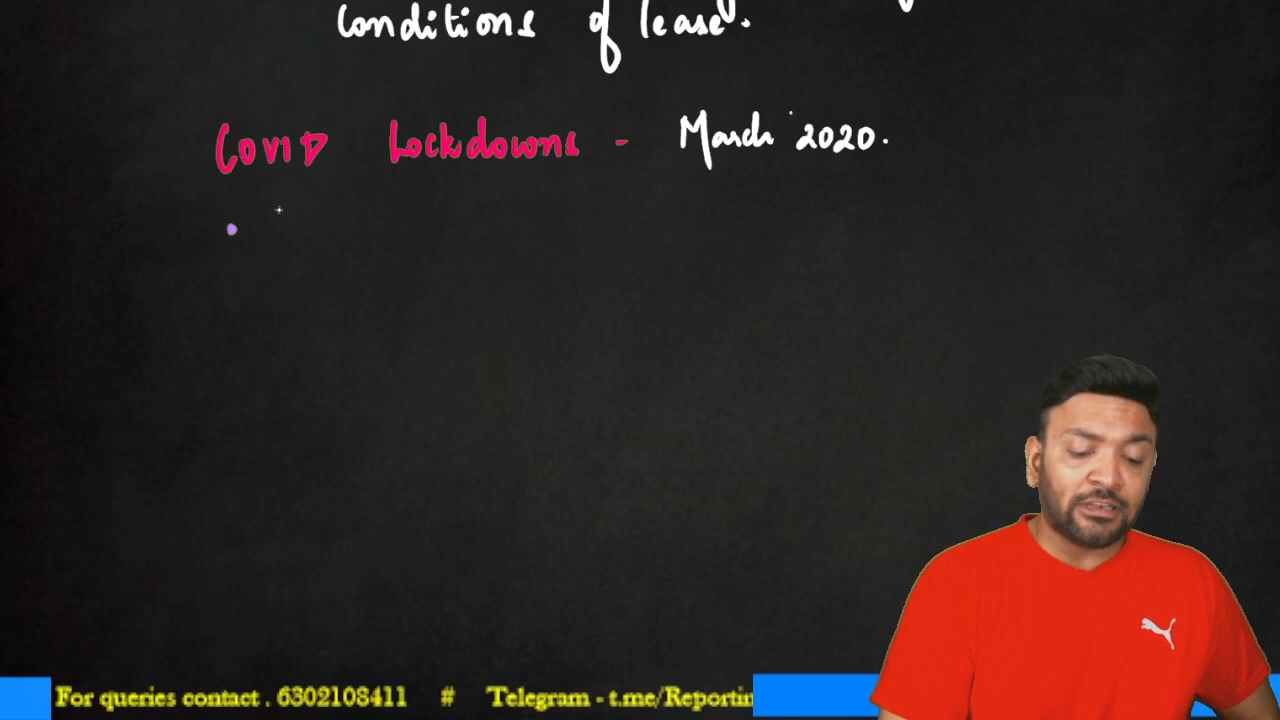 conditions of lease.
COVID Lockdowns - March 2020.
For queries contact . 6302108411 # Telegram - t.me/Reportin